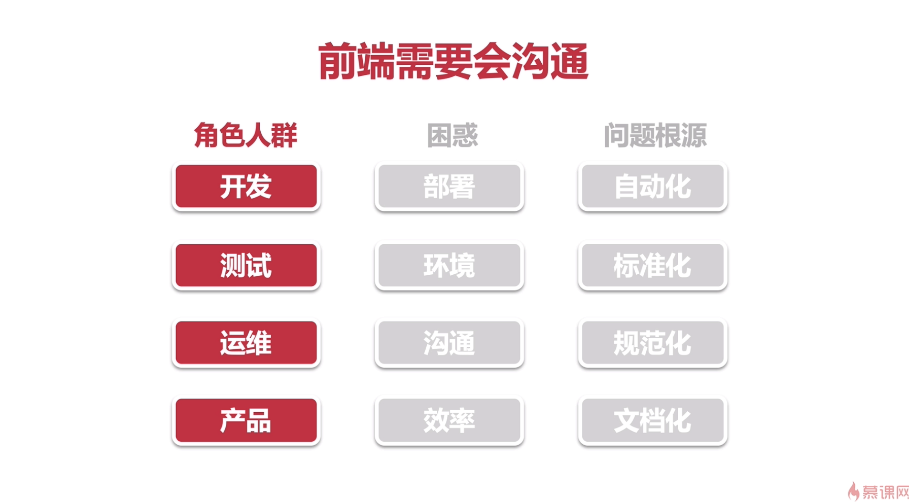 前端需要会沟通
角色人群 困惑 问题根源
开发 部署 自动化
测试 环境 标准化
运维 沟通 规范化
产品 效率 文档化
慕课网